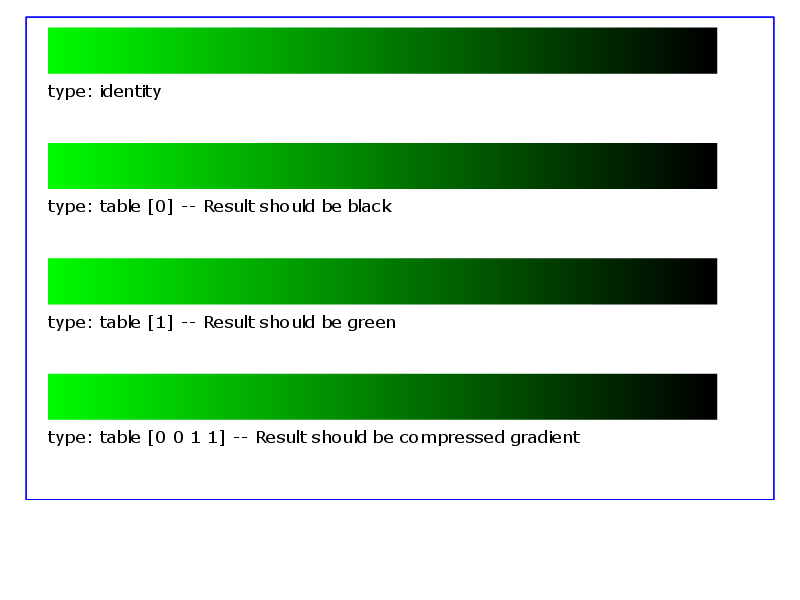 type: identity
type: table [0] -- Result should be black
type: table [1] -- Result should be green
type: table [0 0 1 1] -- Result should be compressed gradient